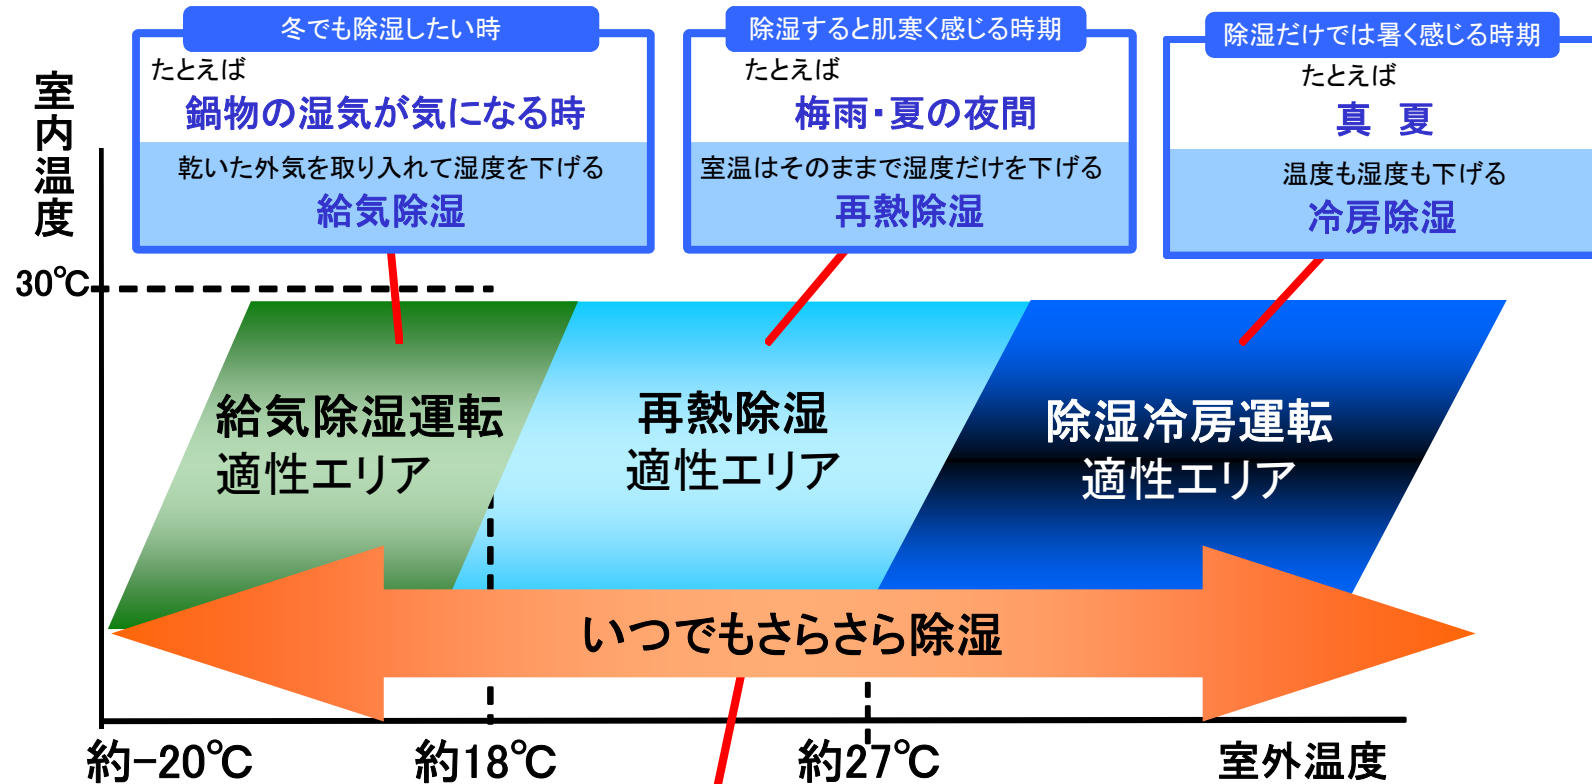 冬でも除湿したい時
たとえば
鍋物の湿気が気になる時
乾いた外気を取り入れて湿度を下げる
給気除湿
除湿すると肌寒く感じる時期
たとえば
梅雨・夏の夜間
室温はそのままで湿度だけを下げる
再熱除湿
除湿だけでは暑く感じる時期
たとえば
真 夏
温度も湿度も下げる
冷房除湿
室内温度
30℃
給気除湿運転
適性エリア
再熱除湿
適性エリア
除湿冷房運転
適性エリア
いつでもさらさら除湿
約-20℃
約18℃
約27℃
室外温度